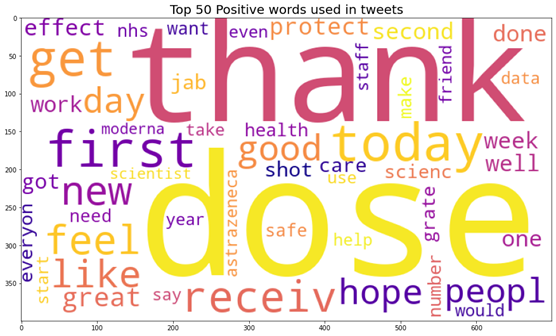 Top 50 Positive words used in tweets
0
50
100
150
200
250
300
350
0
100
200
300
400
500
600
effect
nhs
want
even
protect
second
done
get
thank
staff
friend
jab
data
work
day
make
moderna
take
health
first
good
today
week
well
scientist
shot
care
scienc
use
got
new
need
year
astrazeneca
safe
help
grate
one
dose
everyon
feel
start
like
great
say
receiv
hope
number
peopl
would